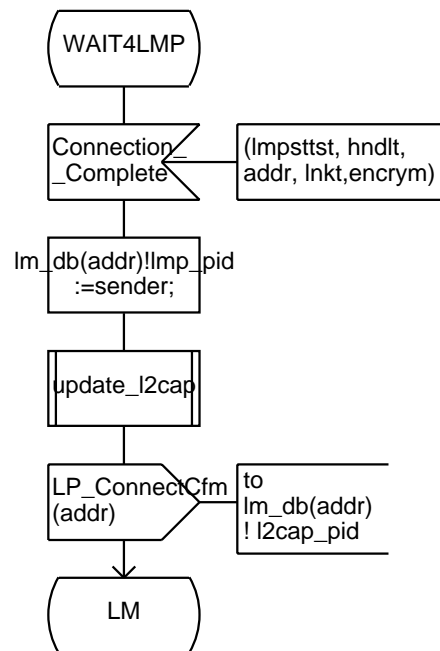 WAIT4LMP
Connection_
_Complete
(lmpsttst, hndlt,
addr, lnkt,encrym)
lm_db(addr)!lmp_pid
:=sender;
update_l2cap
LP_ConnectCfm
(addr)
to
lm_db(addr)
! l2cap_pid
LM